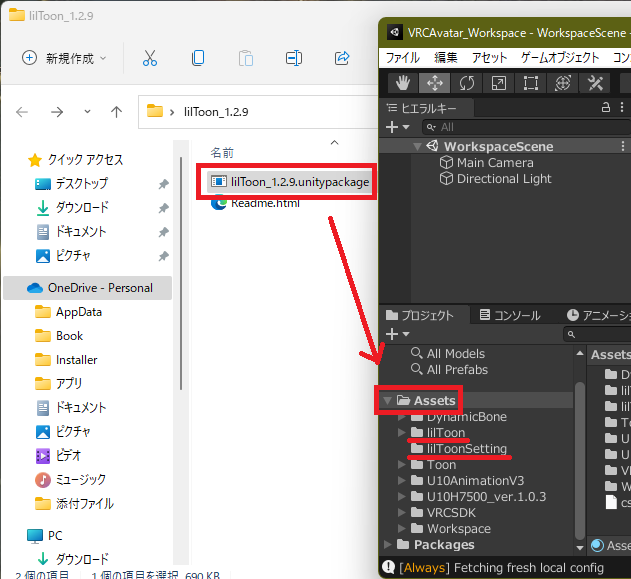 lilToon_1.2.9
新規作成
lilToon_1.2.9
名前
クイック アクセス
デスクトップ
ダウンロード
ドキュメント
ピクチャ
OneDrive - Personal
AppData
Book
Installer
アプリ
ドキュメント
ピクチャ
ビデオ
ミュージック
添付ファイル
PC
ダウンロード
lilToon_1.2.9.unitypackage
Readme.html
2 個の項目
1 個の項目を選択 690 KB
VRCAvatar_Workspace - WorkspaceScene -
ファイル 編集 アセット ゲームオブジェクト コン
ヒエラルキー
All
WorkspaceScene
Main Camera
Directional Light
プロジェクト コンソール アニメーショ
All Models
All Prefabs
Assets
DynamicBone
lilToon
lilToonSetting
Toon
U10AnimationV3
U10H7500_ver.1.0.3
VRCSDK
Workspace
Packages
Assets
D
lil
lil
To
U
U
VR
W
cs
Asse
[Always] Fetching fresh local config